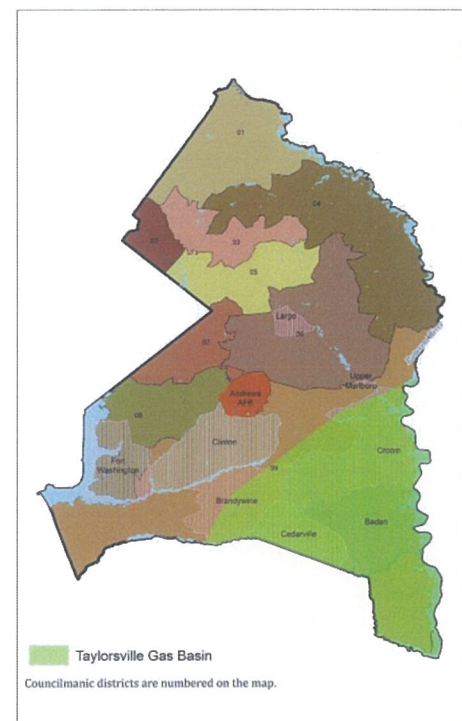 01
04
02
03
05
Largo
06
07
Upper
Marlboro
Andrews
AFB
08
Croom
Clinton
Fort
Washington
09
Brandywine
Baden
Cedarville
Taylorsville Gas Basin
Councilmanic districts are numbered on the map.